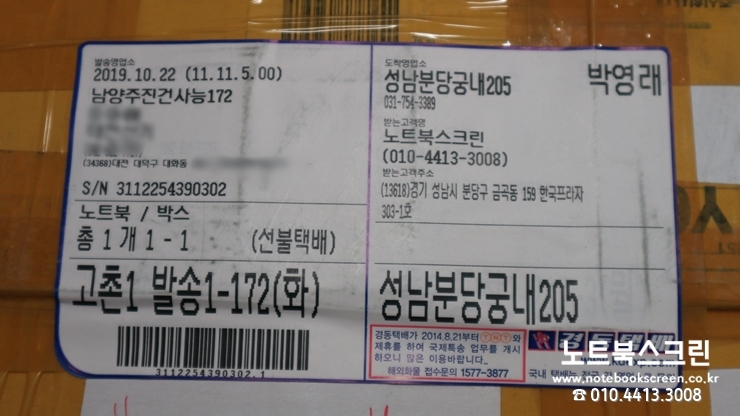 발송영업소
2019.10.22 (11.11.5.00)
남양주진건사능172
(34368)대전 대덕구 대화동
S/N 3112254390302
노트북 / 박스
총 1 개 1 - 1 (선불택배)
고촌1 발송1-172(화)
3112254390302.1
도착영업소
성남분당궁내205 박영래
031-754-3389
받는고객명
노트북스크린
(010-4413-3008)
받는고객주소
(13618)경기 성남시 분당구 금곡동 159 한국프라자
303-1호
성남분당궁내205
경동택배가 2014.8.21부터 TNT와
제휴를 하여 국제특송 업무를 개시
하오니 많은 이용바랍니다.
해외화물 접수문의 1577-3877
경동택배
노트북스크린
www.notebookscreen.co.kr
☎ 010.4413.3008